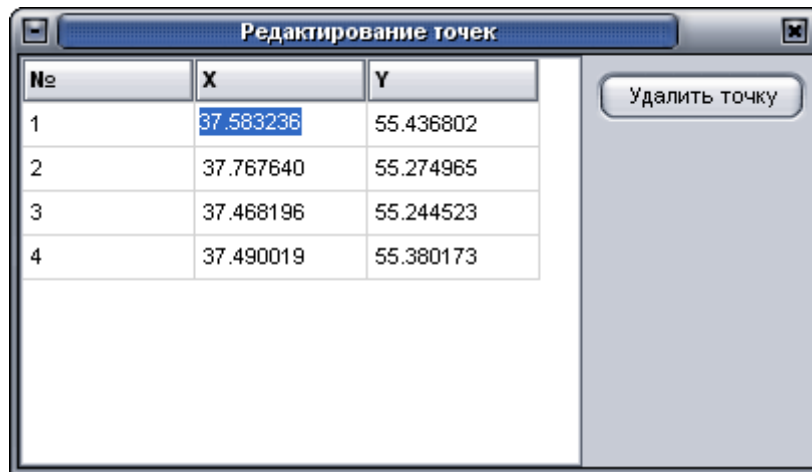 Редактирование точек
№ X Y
Удалить точку
1 37.583236 55.436802
2 37.767640 55.274965
3 37.468196 55.244523
4 37.490019 55.380173